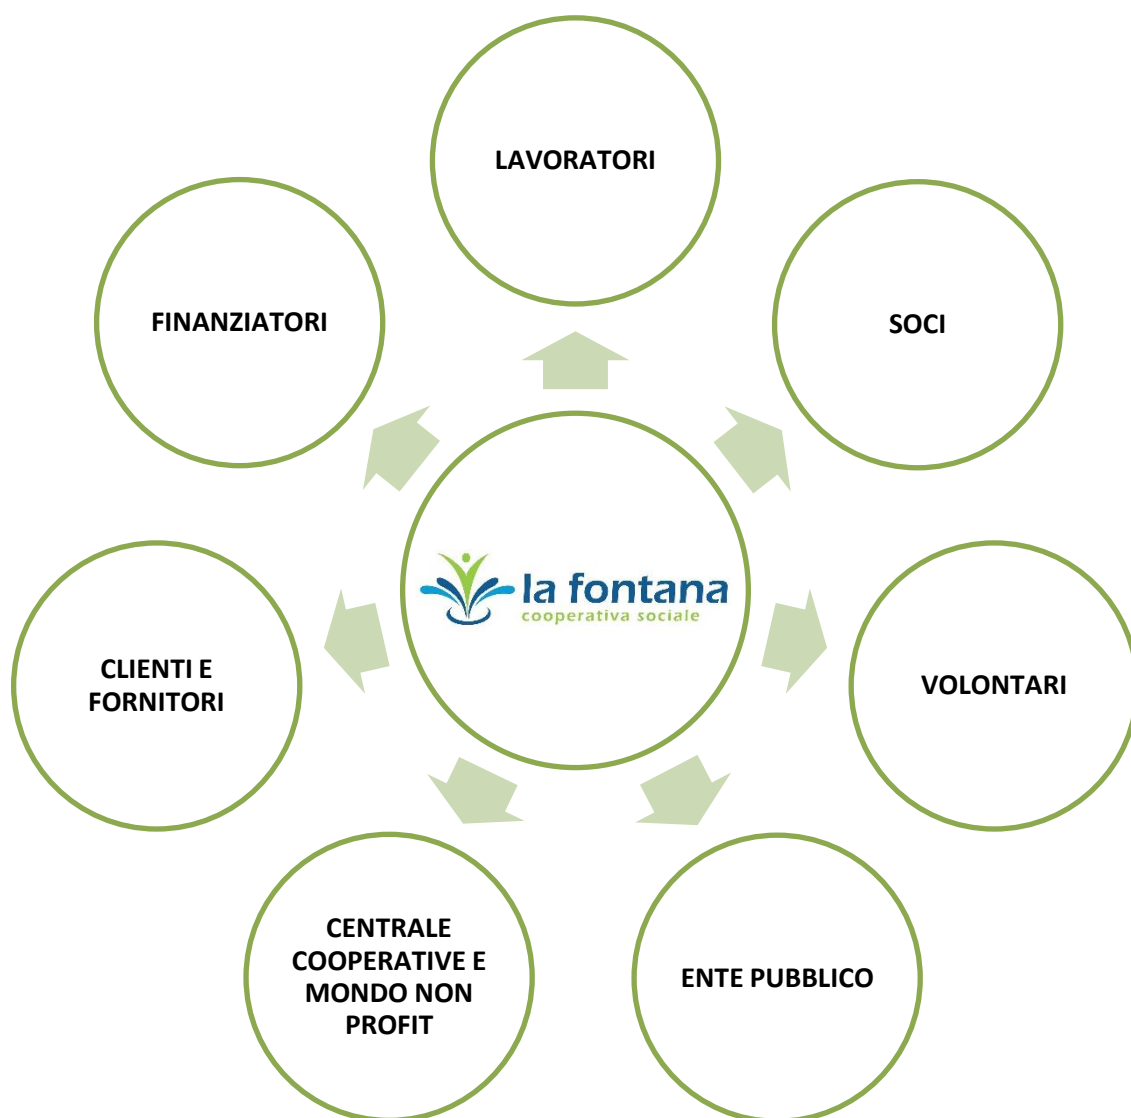 LAVORATORI
FINANZIATORI
SOCI
la fontana
cooperativa sociale
CLIENTI E
FORNITORI
VOLONTARI
CENTRALE
COOPERATIVE E
MONDO NON
PROFIT
ENTE PUBBLICO